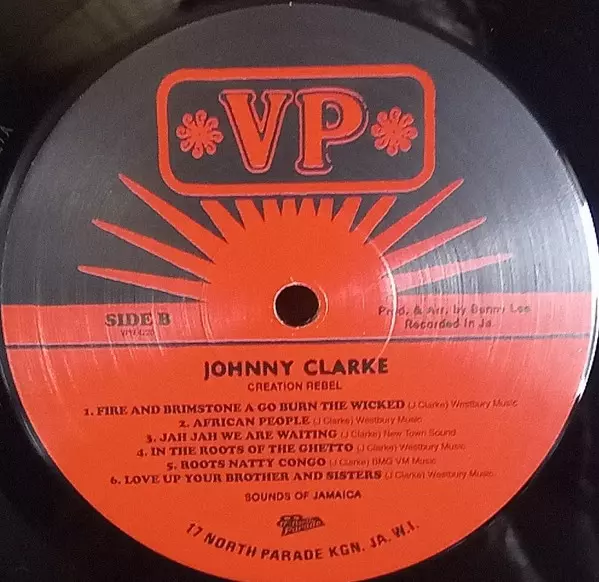 VP
SIDE B
Prod. & Arr. by Bunny Lee
Recorded in Ja.
JOHNNY CLARKE
CREATION REBEL
1. FIRE AND BRIMSTONE A GO BURN THE WICKED (J Clarke) Westbury Music
2. AFRICAN PEOPLE (J Clarke) Westbury Music
3. JAH JAH WE ARE WAITING (J Clarke) New Town Sound
4. IN THE ROOTS OF THE GHETTO (J Clarke) Westbury Music
5. ROOTS NATTY CONGO (J Clarke) BMG VM Music
6. LOVE UP YOUR BROTHER AND SISTERS (J Clarke) Westbury Music
SOUNDS OF JAMAICA
17 NORTH PARADE KGN. JA. W.I.